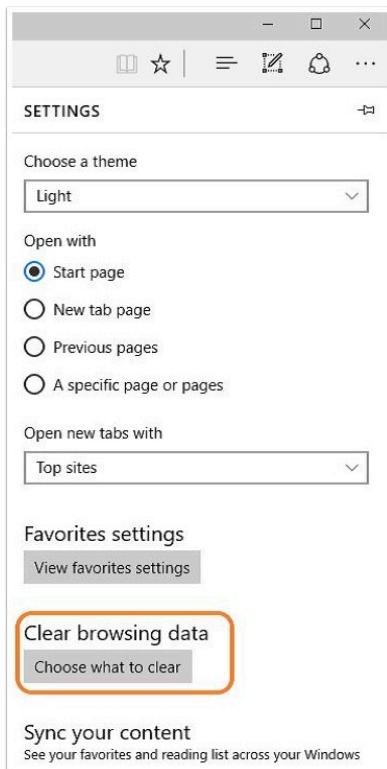 SETTINGS
Choose a theme
Light
Open with
Start page
New tab page
Previous pages
A specific page or pages
Open new tabs with
Top sites
Favorites settings
View favorites settings
Clear browsing data
Choose what to clear
Sync your content
See your favorites and reading list across your Windows